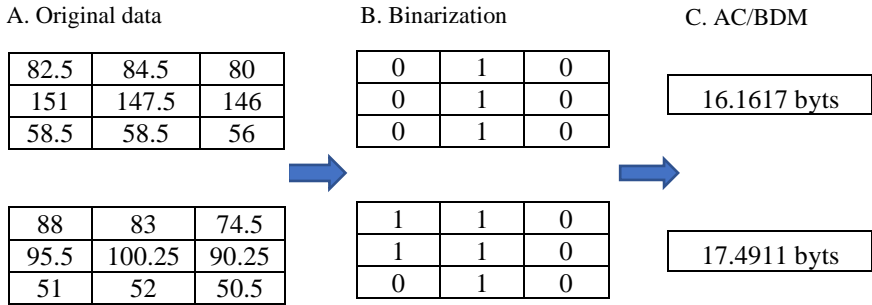 A. Original data
B. Binarization
C. AC/BDM
82.5 84.5 80
151 147.5 146
58.5 58.5 56
0 1 0
0 1 0
0 1 0
16.1617 byts
88 83 74.5
95.5 100.25 90.25
51 52 50.5
1 1 0
1 1 0
0 1 0
17.4911 byts